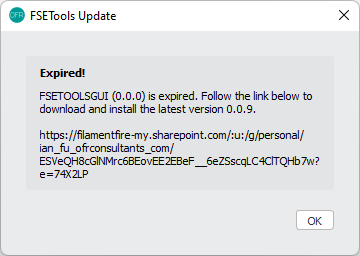 OFR FSETools Update
Expired!
FSETOOLSGUI (0.0.0) is expired. Follow the link below to
download and install the latest version 0.0.9.
https://filamentfire-my.sharepoint.com/:u:/g/personal/
ian_fu_ofrconsultants_com/
ESVeQH8cGlNMrc6BEovEE2EBeF__6eZSscqLC4ClTQHb7w?
e=74X2LP
OK